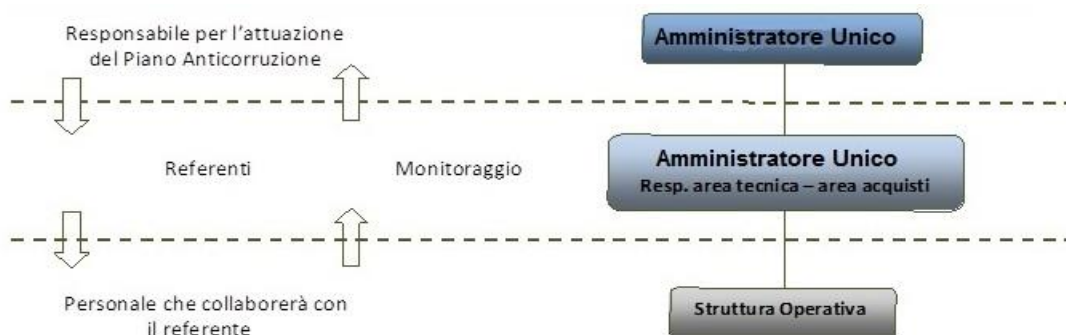 Responsabile per l'attuazione
del Piano Anticorruzione
Amministratore Unico
Referenti
Monitoraggio
Amministratore Unico
Resp. area tecnica – area acquisti
Personale che collaborerà con
il referente
Struttura Operativa